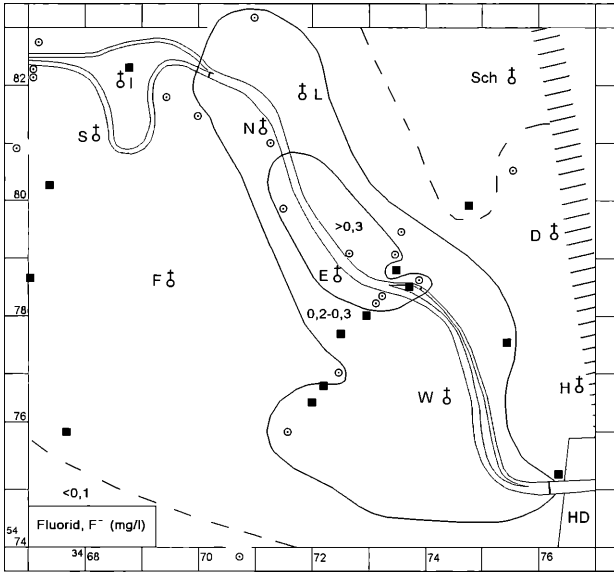 Sch
82
I
L
N
S
80
>0,3
D
E
F
0,2-0,3
78
W
H
76
<0,1
HD
Fluorid, F⁻ (mg/l)
54 74
34 68
70
72
74
76